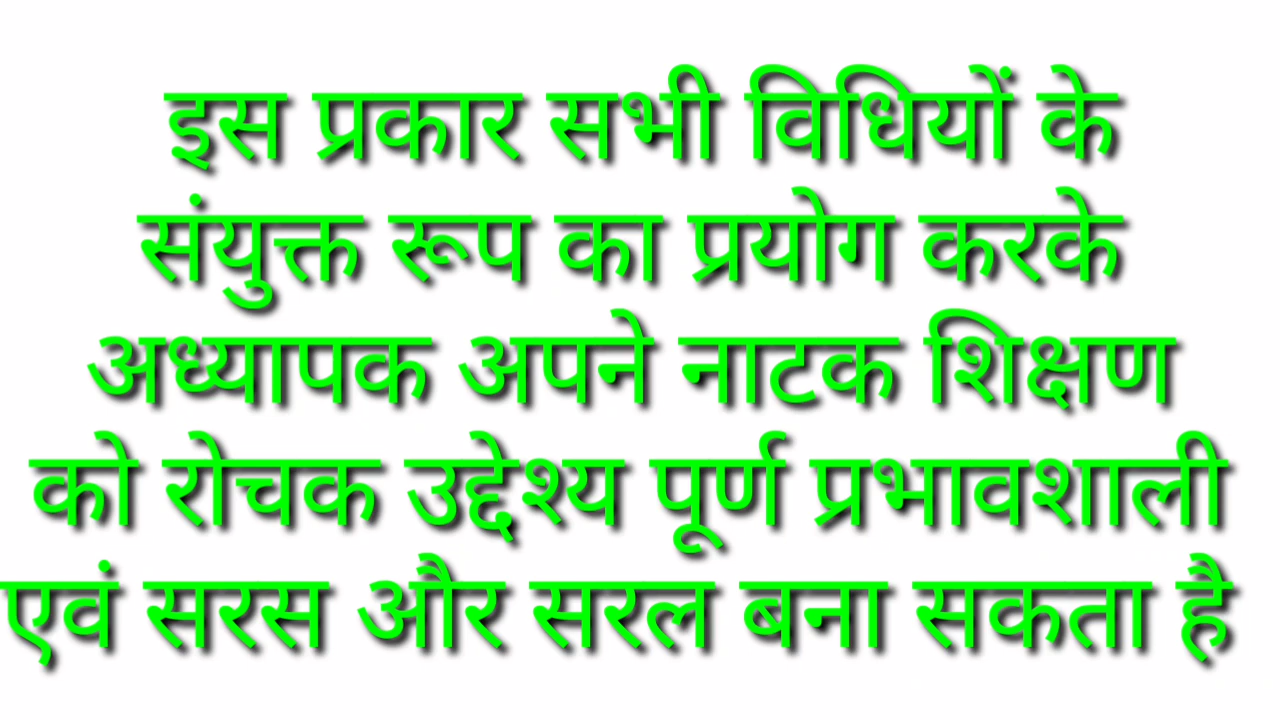 इस प्रकार सभी विधियों के
संयुक्त रूप का प्रयोग करके
अध्यापक अपने नाटक शिक्षण
को रोचक उद्देश्य पूर्ण प्रभावशाली
एवं सरस और सरल बना सकता है